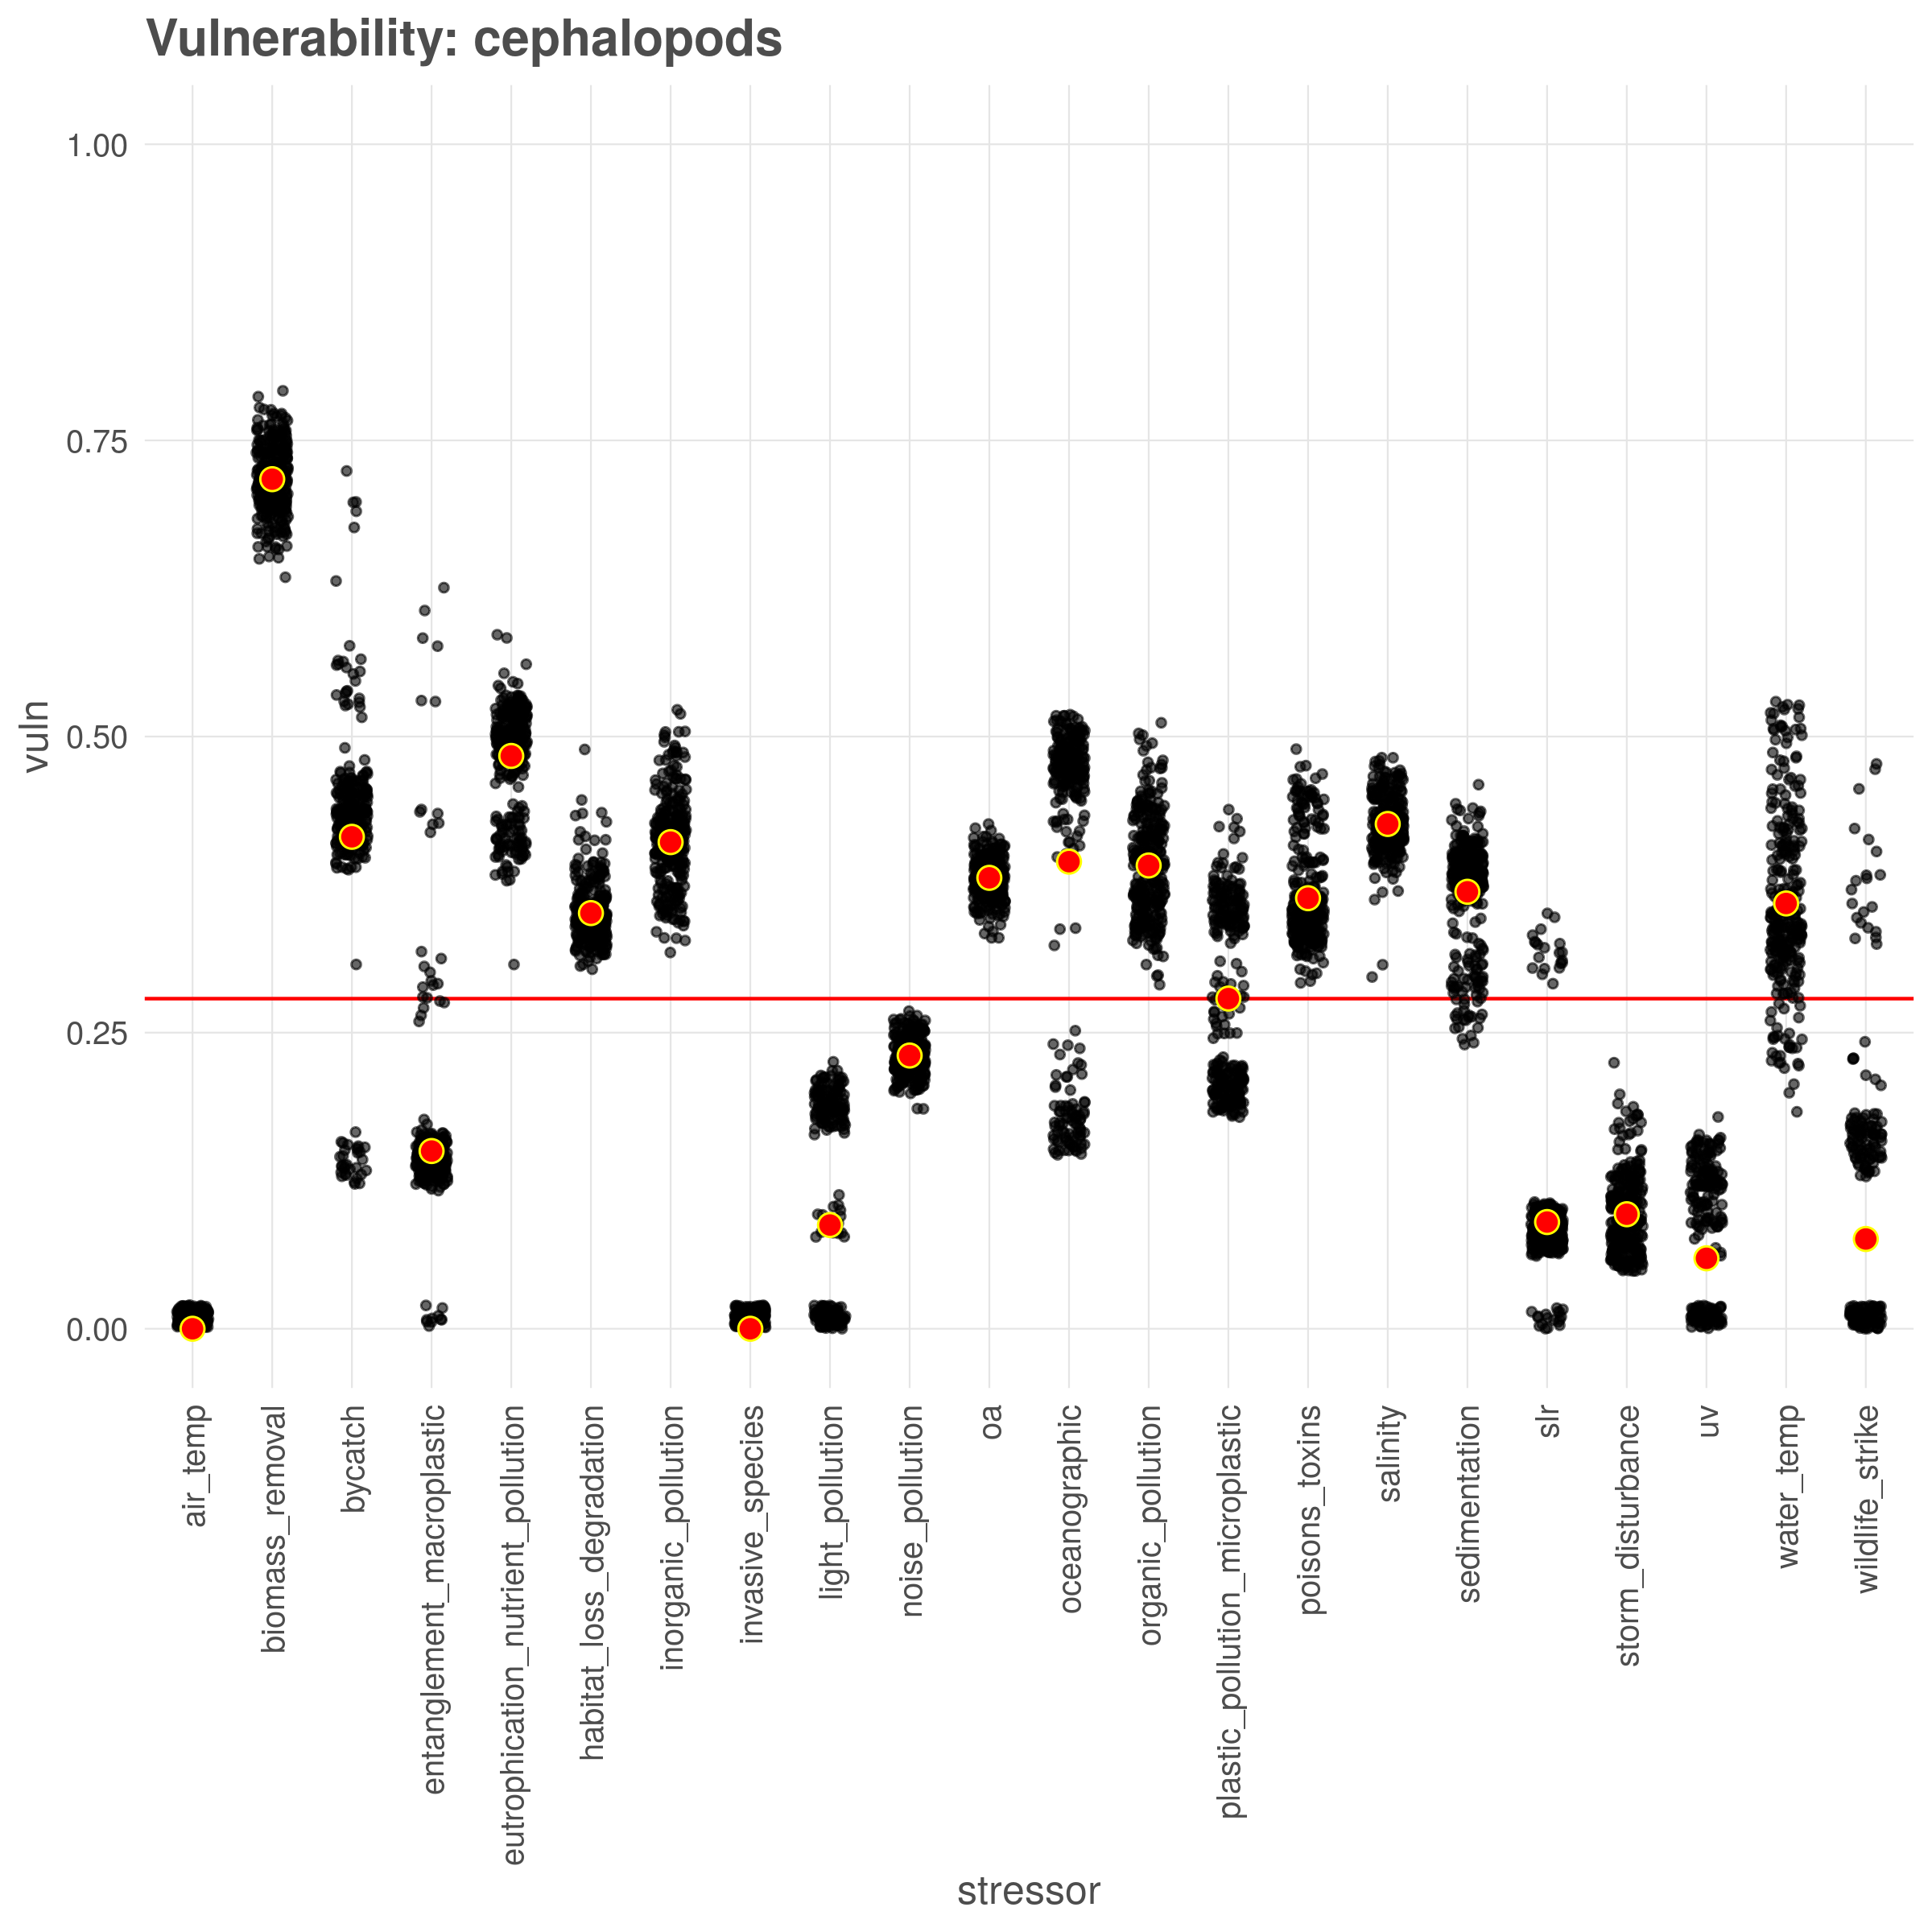 Vulnerability: cephalopods
vuln
1.00
0.75
0.50
0.25
0.00
air_temp
biomass_removal
bycatch
entanglement_macroplastic
eutrophication_nutrient_pollution
habitat_loss_degradation
inorganic_pollution
invasive_species
light_pollution
noise_pollution
oa
oceanographic
organic_pollution
plastic_pollution_microplastic
poisons_toxins
salinity
sedimentation
slr
storm_disturbance
uv
water_temp
wildlife_strike
stressor